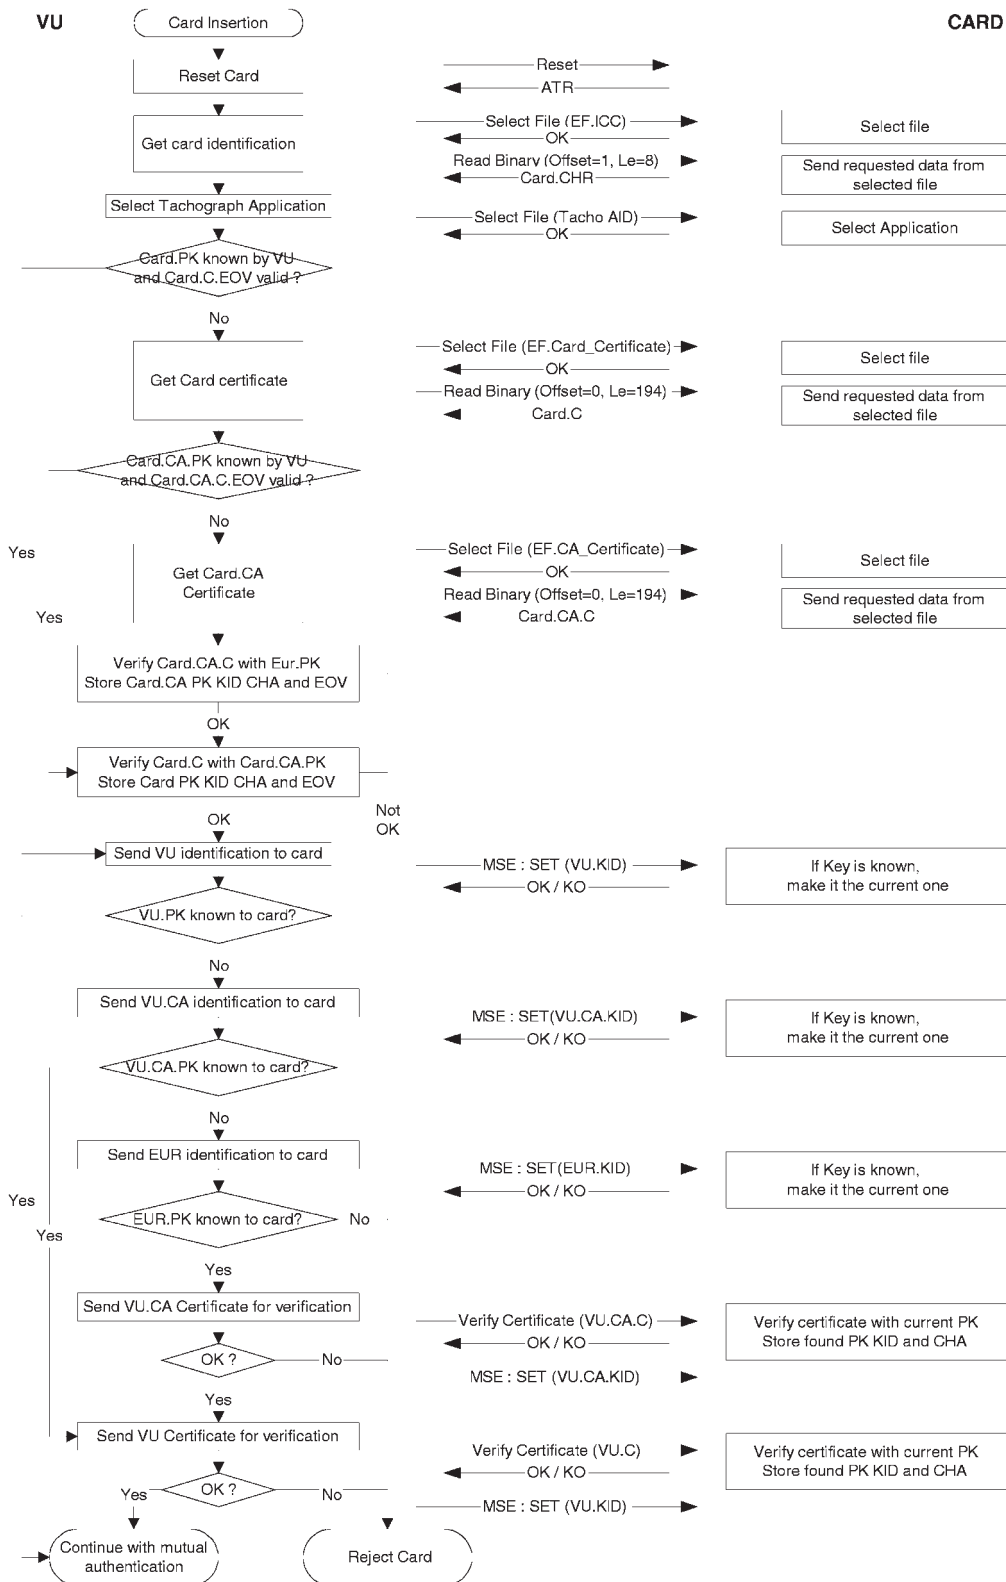 VU
Card Insertion
CARD
Reset Card
Reset
ATR
Get card identification
Select File (EF.ICC)
OK
Select file
Read Binary (Offset=1, Le=8)
Card.CHR
Send requested data from
selected file
Select Tachograph Application
Select File (Tacho AID)
OK
Select Application
Card.PK known by VU
and Card.C.EOV valid ?
No
Get Card certificate
Select File (EF.Card_Certificate)
OK
Select file
Read Binary (Offset=0, Le=194)
Card.C
Send requested data from
selected file
Card.CA.PK known by VU
and Card.CA.C.EOV valid ?
No
Yes
Get Card.CA
Certificate
Select File (EF.CA_Certificate)
OK
Select file
Yes
Read Binary (Offset=0, Le=194)
Card.CA.C
Send requested data from
selected file
Verify Card.CA.C with Eur.PK
Store Card.CA PK KID CHA and EOV
OK
Verify Card.C with Card.CA.PK
Store Card PK KID CHA and EOV
Not
OK
OK
Send VU identification to card
MSE : SET (VU.KID)
OK / KO
If Key is known,
make it the current one
VU.PK known to card?
No
Send VU.CA identification to card
MSE : SET(VU.CA.KID)
OK / KO
If Key is known,
make it the current one
VU.CA.PK known to card?
No
Send EUR identification to card
MSE : SET(EUR.KID)
OK / KO
If Key is known,
make it the current one
Yes
EUR.PK known to card?
No
Yes
Yes
Send VU.CA Certificate for verification
Verify Certificate (VU.CA.C)
OK / KO
Verify certificate with current PK
Store found PK KID and CHA
OK ?
No
MSE : SET (VU.CA.KID)
Yes
Send VU Certificate for verification
Verify Certificate (VU.C)
OK / KO
Verify certificate with current PK
Store found PK KID and CHA
Yes
OK ?
No
MSE : SET (VU.KID)
Continue with mutual
authentication
Reject Card